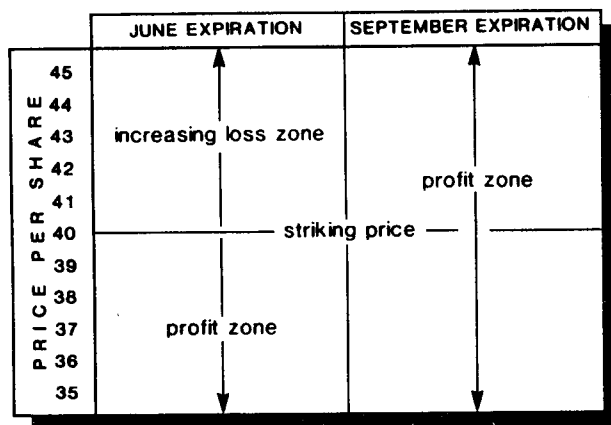 JUNE EXPIRATION
SEPTEMBER EXPIRATION
PRICE PER SHARE
45
44
43
42
41
40
39
38
37
36
35
increasing loss zone
profit zone
striking price
profit zone